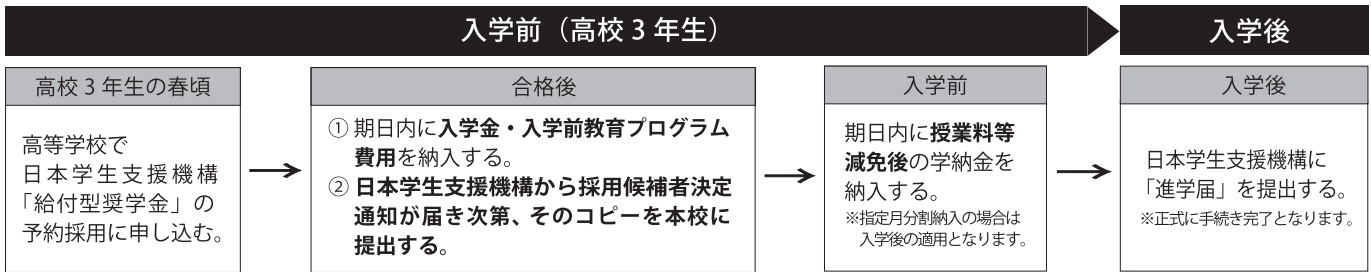 入学前（高校 3 年生）
入学後
高校 3 年生の春頃
高等学校で
日本学生支援機構
「給付型奨学金」の
予約採用に申し込む。
合格後
① 期日内に入学金・入学前教育プログラム
費用を納入する。
② 日本学生支援機構から採用候補者決定
通知が届き次第、そのコピーを本校に
提出する。
入学前
期日内に授業料等
減免後の学納金を
納入する。
※指定月分割納入の場合は
入学後の適用となります。
入学後
日本学生支援機構に
「進学届」を提出する。
※正式に手続き完了となります。